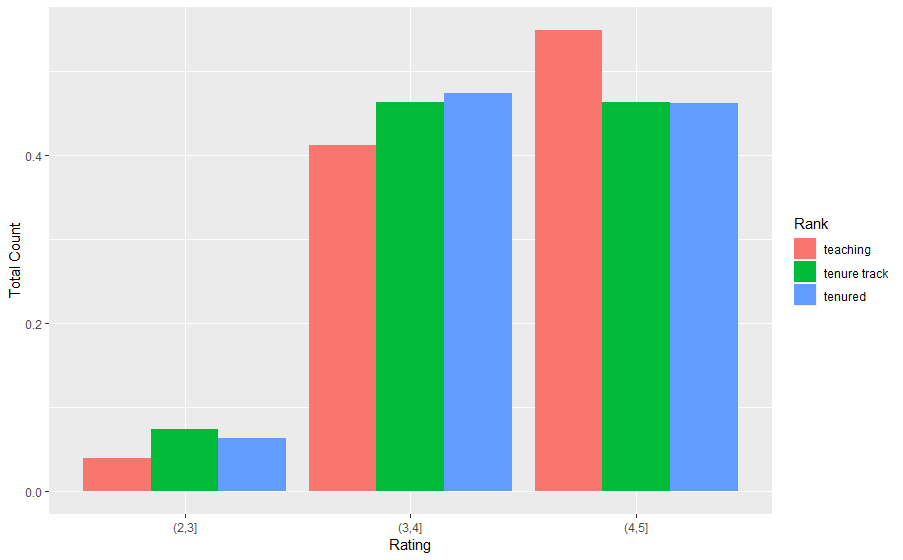 Total Count
0.4
0.2
0.0
(2,3]
(3,4]
(4,5]
Rating
Rank
teaching
tenure track
tenured